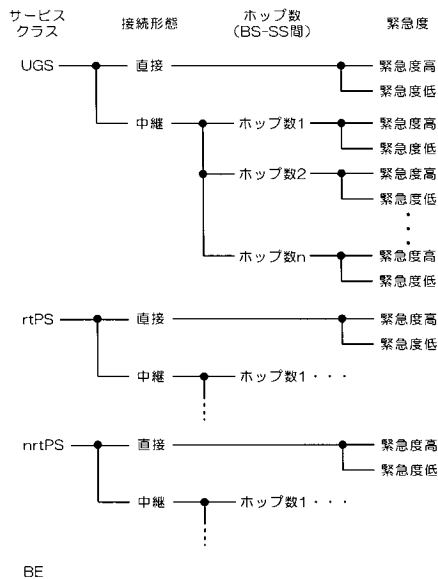 サービス
クラス
接続形態
ホップ数
(BS-SS間)
緊急度
UGS
直接
緊急度高
緊急度低
中継
ホップ数1
緊急度高
緊急度低
ホップ数2
緊急度高
緊急度低
ホップ数n
緊急度高
緊急度低
rtPS
直接
緊急度高
緊急度低
中継
ホップ数1 ・・・
nrtPS
直接
緊急度高
緊急度低
中継
ホップ数1 ・・・
BE